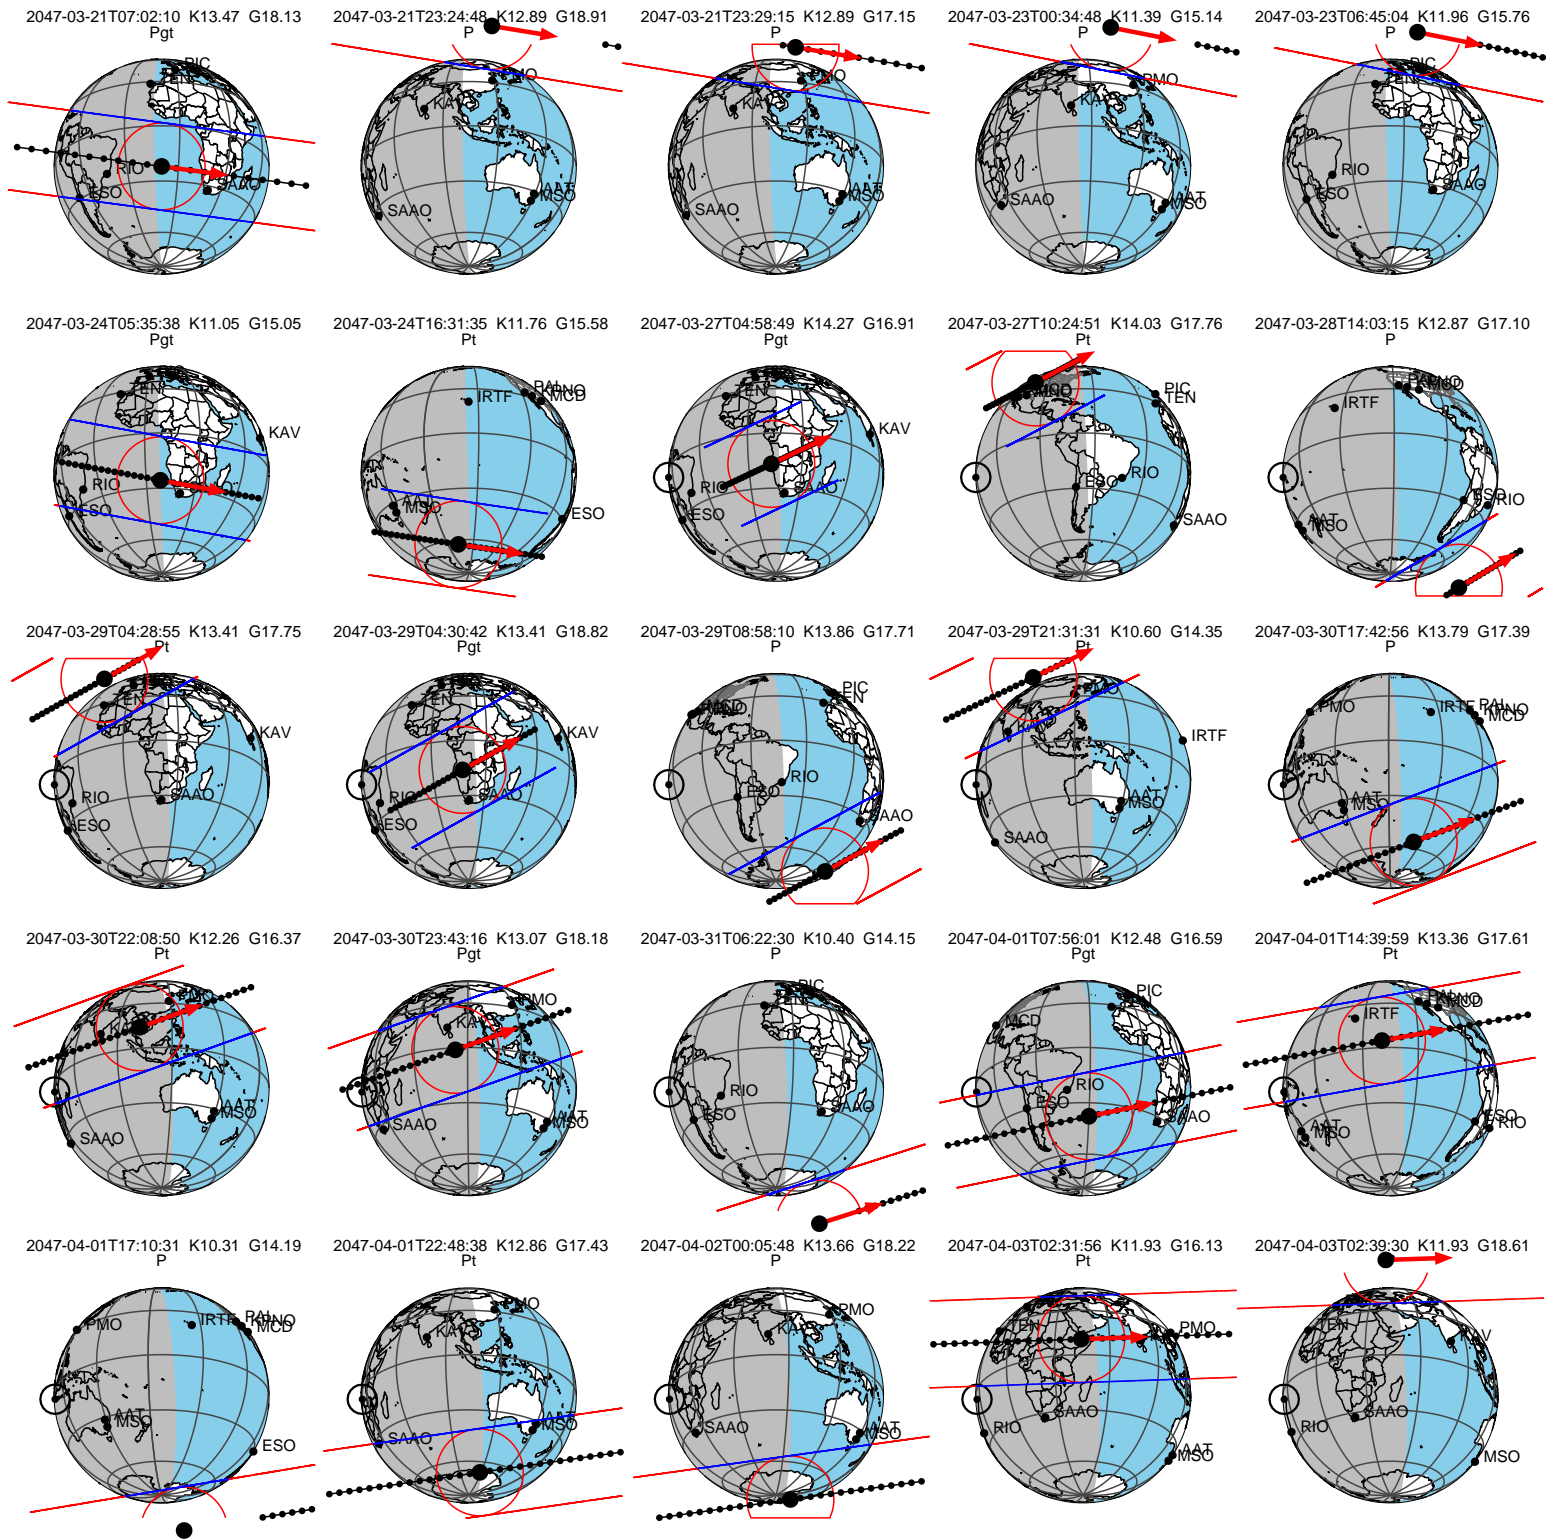 2047-03-21T07:02:10 K13.47 G18.13
Pgt
PIC
TEN
RIO
ESO
SAAO
2047-03-21T23:24:48 K12.89 G18.91
P
PMO
KAV
SAAO
AAT
MSO
2047-03-21T23:29:15 K12.89 G17.15
P
PMO
KAV
SAAO
AAT
MSO
2047-03-23T00:34:48 K11.39 G15.14
P
PMO
KAV
SAAO
AAT
MSO
2047-03-23T06:45:04 K11.96 G15.76
P
PIC
TEN
RIO
ESO
SAAO
2047-03-24T05:35:38 K11.05 G15.05
Pgt
TEN
KAV
RIO
ESO
SAAO
2047-03-24T16:31:35 K11.76 G15.58
Pt
PAL
KPNO
MCD
IRTF
AAT
MSO
ESO
2047-03-27T04:58:49 K14.27 G16.91
Pgt
TEN
KAV
RIO
SAAO
ESO
2047-03-27T10:24:51 K14.03 G17.76
Pt
PIC
TEN
RIO
ESO
SAAO
2047-03-28T14:03:15 K12.87 G17.10
P
MCD
IRTF
ESO
RIO
AAT
MSO
2047-03-29T04:28:55 K13.41 G17.75
Pt
TEN
KAV
RIO
SAAO
ESO
2047-03-29T04:30:42 K13.41 G18.82
Pgt
TEN
KAV
RIO
SAAO
ESO
2047-03-29T08:58:10 K13.86 G17.71
P
PIC
TEN
MCD
RIO
ESO
SAAO
2047-03-29T21:31:31 K10.60 G14.35
Pt
PMO
KAV
IRTF
AAT
MSO
SAAO
2047-03-30T17:42:56 K13.79 G17.39
P
PMO
IRTF
PAL
KPNO
MCD
AAT
MSO
2047-03-30T22:08:50 K12.26 G16.37
Pt
PMO
KAV
AAT
MSO
SAAO
2047-03-30T23:43:16 K13.07 G18.18
Pgt
PMO
KAV
AAT
MSO
SAAO
2047-03-31T06:22:30 K10.40 G14.15
P
PIC
TEN
RIO
ESO
SAAO
2047-04-01T07:56:01 K12.48 G16.59
Pgt
PIC
TEN
MCD
RIO
ESO
SAAO
2047-04-01T14:39:59 K13.36 G17.61
Pt
PAL
KPNO
MCD
IRTF
ESO
RIO
AAT
MSO
2047-04-01T17:10:31 K10.31 G14.19
P
PMO
IRTF
PAL
KPNO
MCD
AAT
MSO
ESO
2047-04-01T22:48:38 K12.86 G17.43
Pt
PMO
KAV
AAT
MSO
SAAO
2047-04-02T00:05:48 K13.66 G18.22
P
PMO
KAV
AAT
MSO
SAAO
2047-04-03T02:31:56 K11.93 G16.13
Pt
TEN
PMO
RIO
SAAO
AAT
MSO
2047-04-03T02:39:30 K11.93 G18.61
P
TEN
KAV
RIO
SAAO
MSO